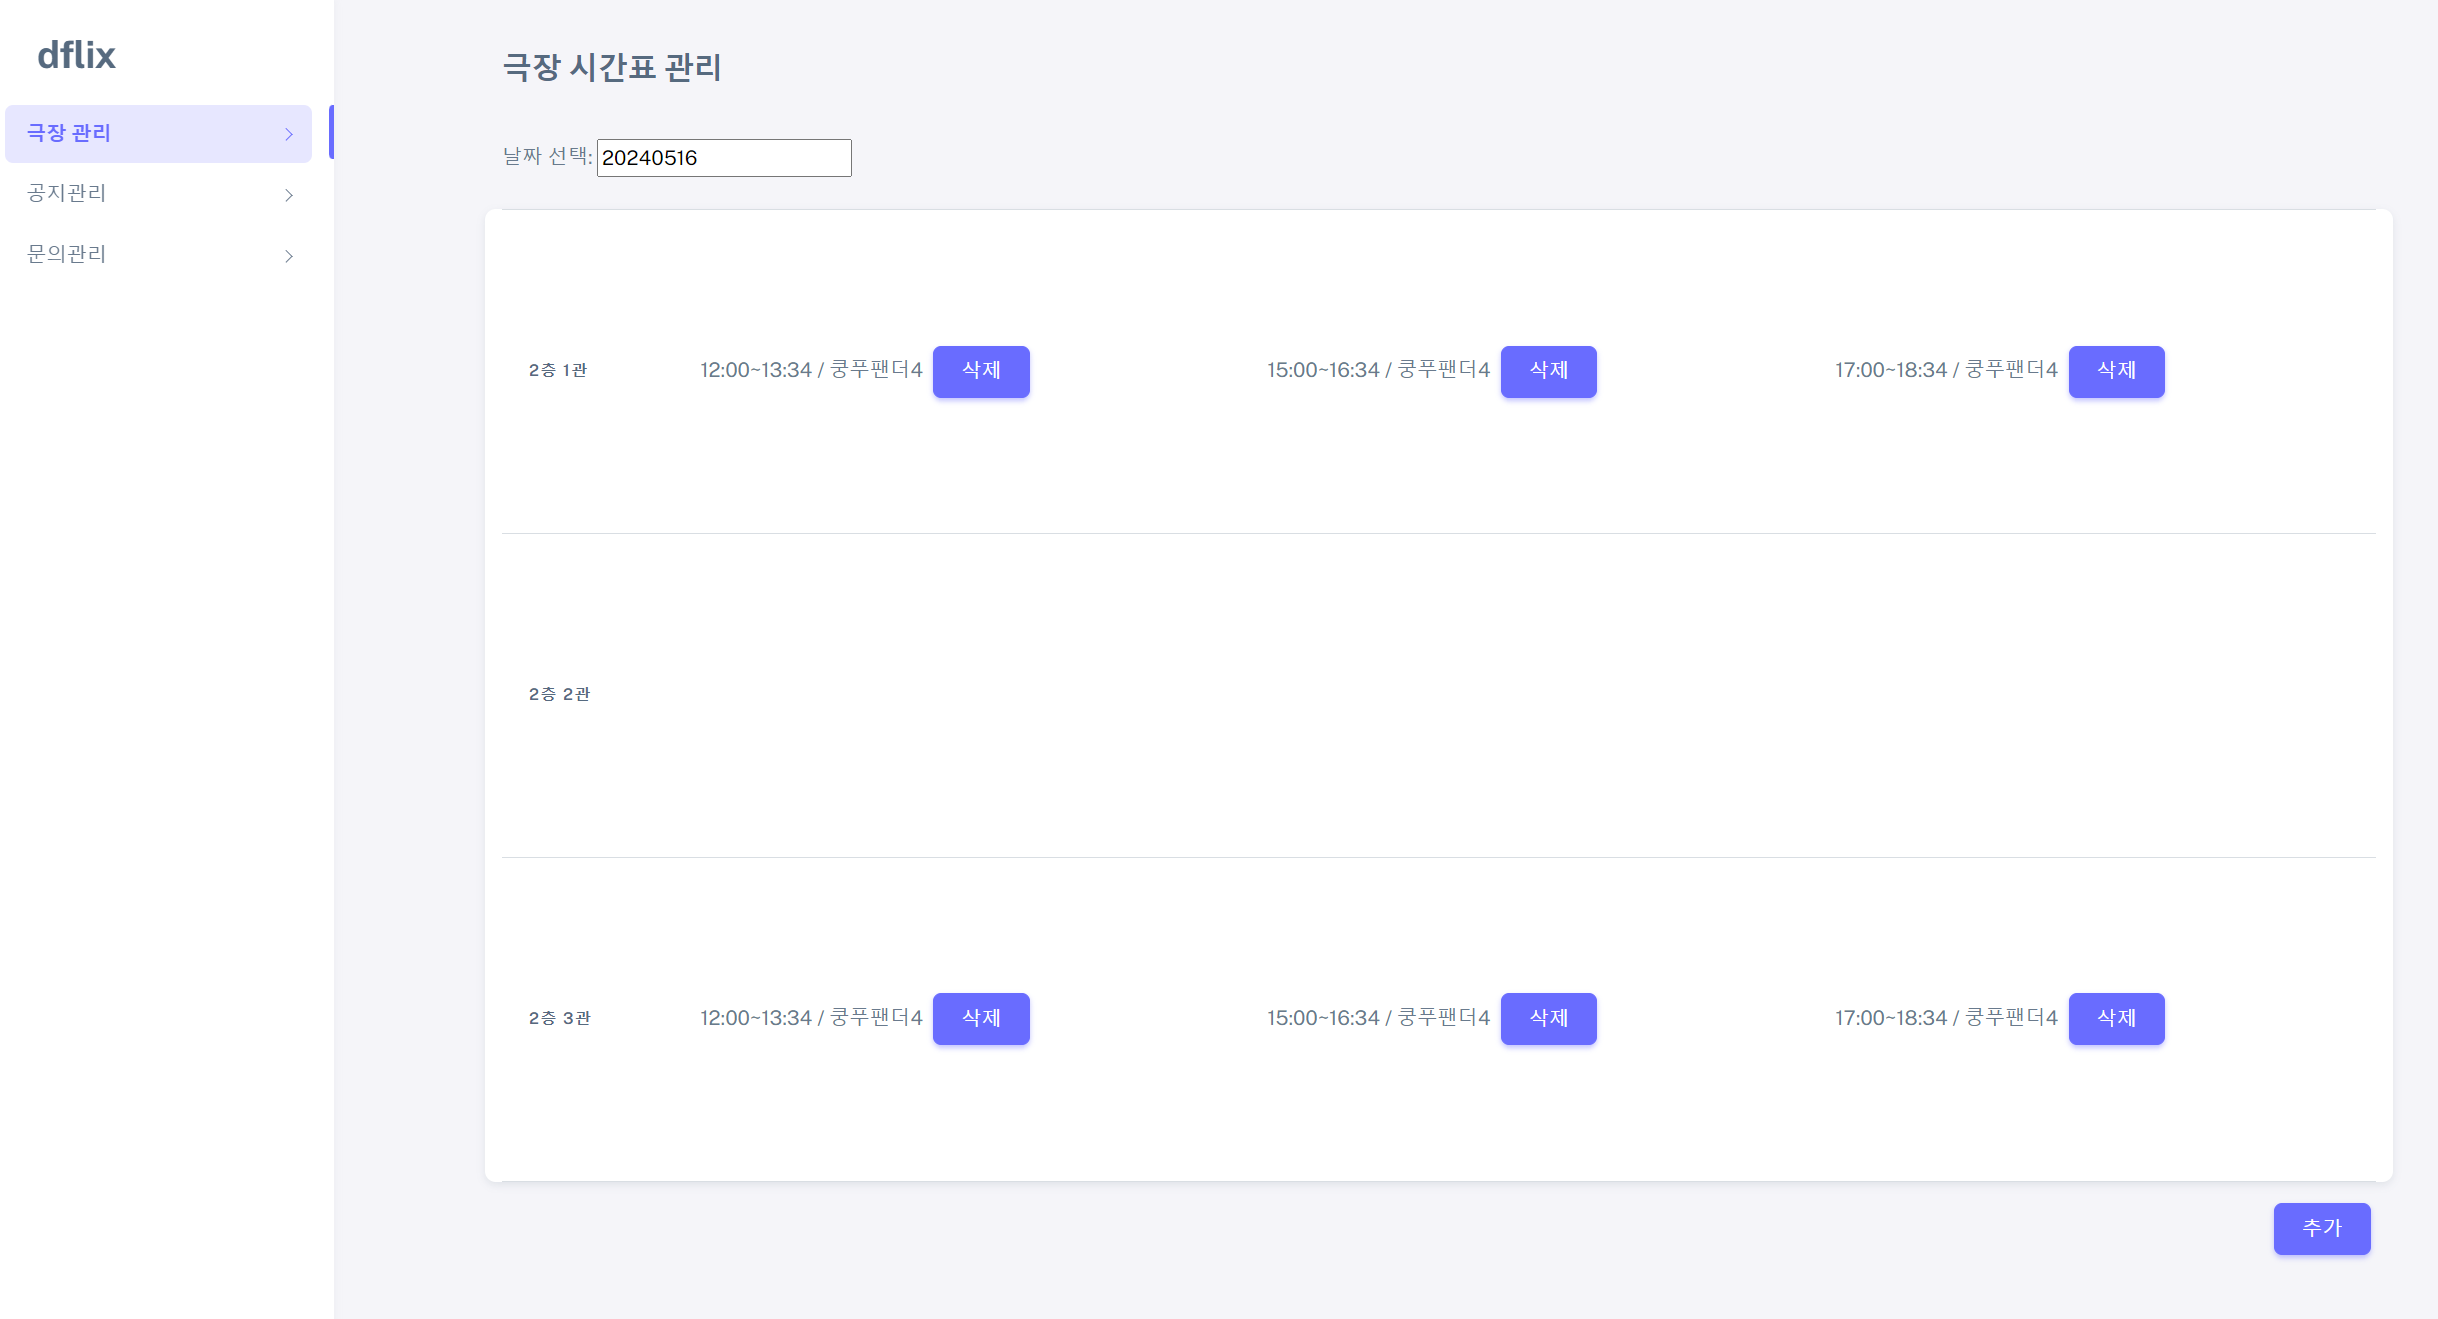 dflix
극장 관리
공지관리
문의관리
극장 시간표 관리
날짜 선택: 20240516
2층 1관 12:00~13:34 / 쿵푸팬더4 삭제 15:00~16:34 / 쿵푸팬더4 삭제 17:00~18:34 / 쿵푸팬더4 삭제
2층 2관
2층 3관 12:00~13:34 / 쿵푸팬더4 삭제 15:00~16:34 / 쿵푸팬더4 삭제 17:00~18:34 / 쿵푸팬더4 삭제
추가